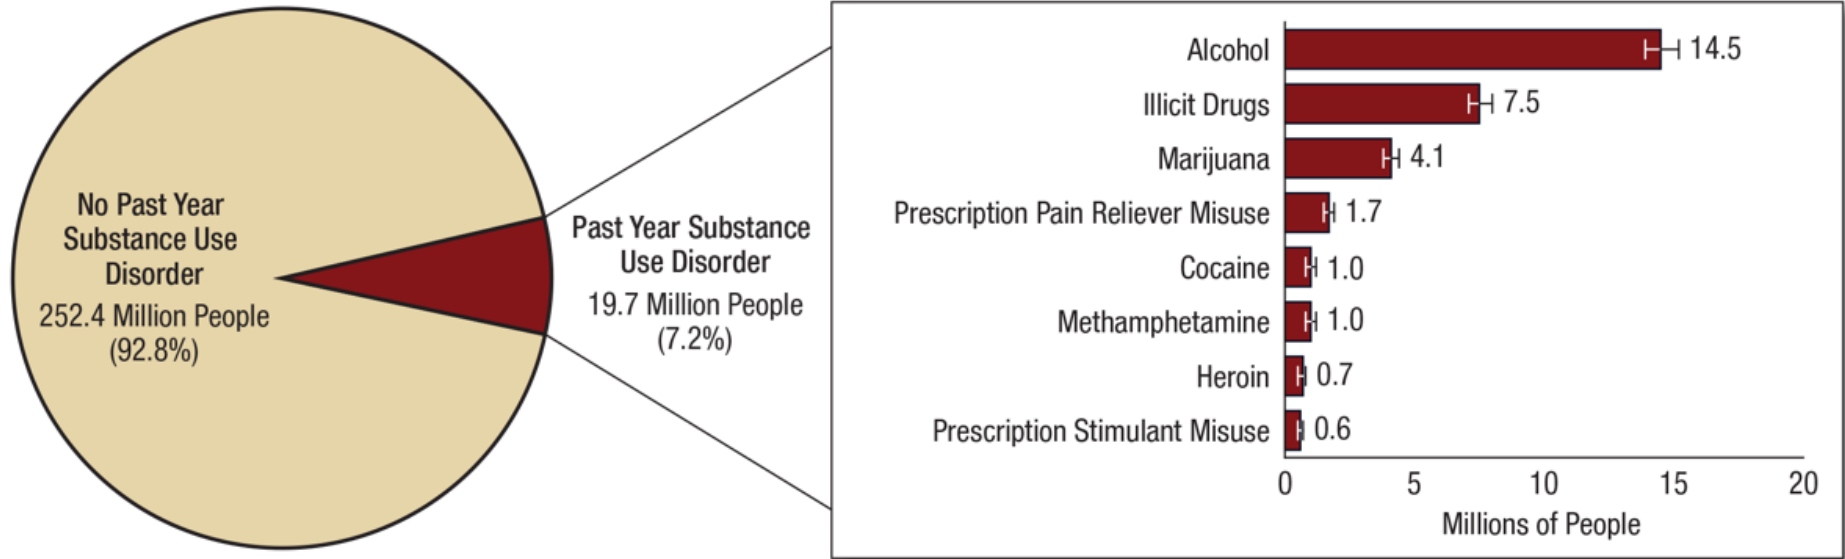 No Past Year
Substance Use
Disorder
252.4 Million People
(92.8%)
Past Year Substance
Use Disorder
19.7 Million People
(7.2%)
Alcohol 14.5
Illicit Drugs 7.5
Marijuana 4.1
Prescription Pain Reliever Misuse 1.7
Cocaine 1.0
Methamphetamine 1.0
Heroin 0.7
Prescription Stimulant Misuse 0.6
0 5 10 15 20
Millions of People